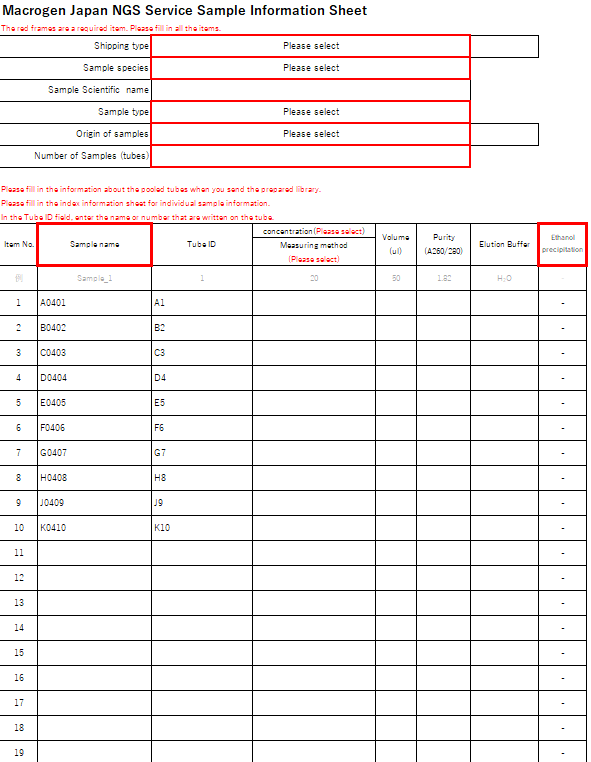 Macrogen Japan NGS Service Sample Information Sheet
The red frames are a required item. Please fill in all the items.
Shipping type Please select
Sample species Please select
Sample Scientific name
Sample type Please select
Origin of samples Please select
Number of Samples (tubes)
Please fill in the information about the pooled tubes when you send the prepared library.
Please fill in the index information sheet for individual sample information.
In the Tube ID field, enter the name or number that are written on the tube.
Item No. Sample name Tube ID concentration(Please select) Measuring method (Please select) Volume (ul) Purity (A260/280) Elution Buffer Ethanol precipitation
例 Sample_1 1 20 50 1.82 H2O -
1 A0401 A1 -
2 B0402 B2 -
3 C0403 C3 -
4 D0404 D4 -
5 E0405 E5 -
6 F0406 F6 -
7 G0407 G7 -
8 H0408 H8 -
9 J0409 J9 -
10 K0410 K10 -
11 -
12 -
13 -
14 -
15 -
16 -
17 -
18 -
19 -